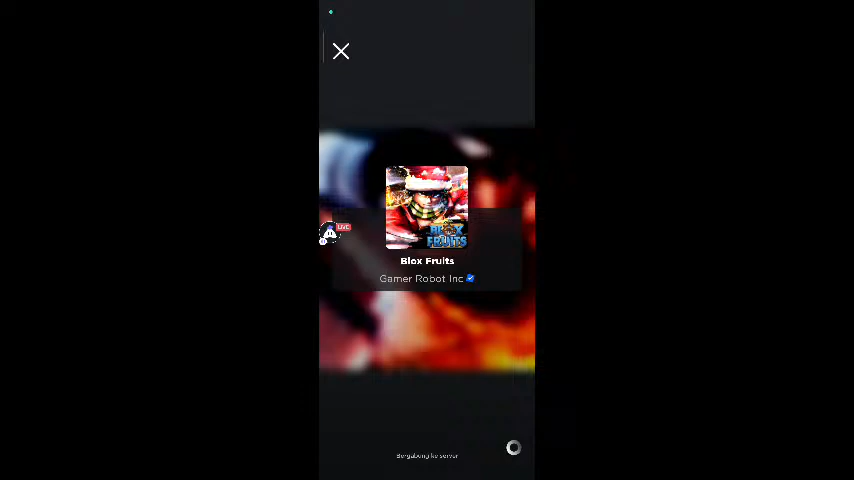 LIVE
BLOX
FRUITS
Blox Fruits
Gamer Robot Inc
Bergabung ke server